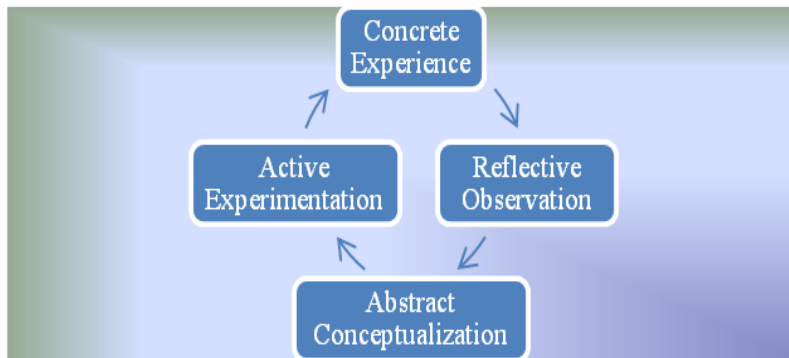 Concrete
Experience
Active
Experimentation
Reflective
Observation
Abstract
Conceptualization